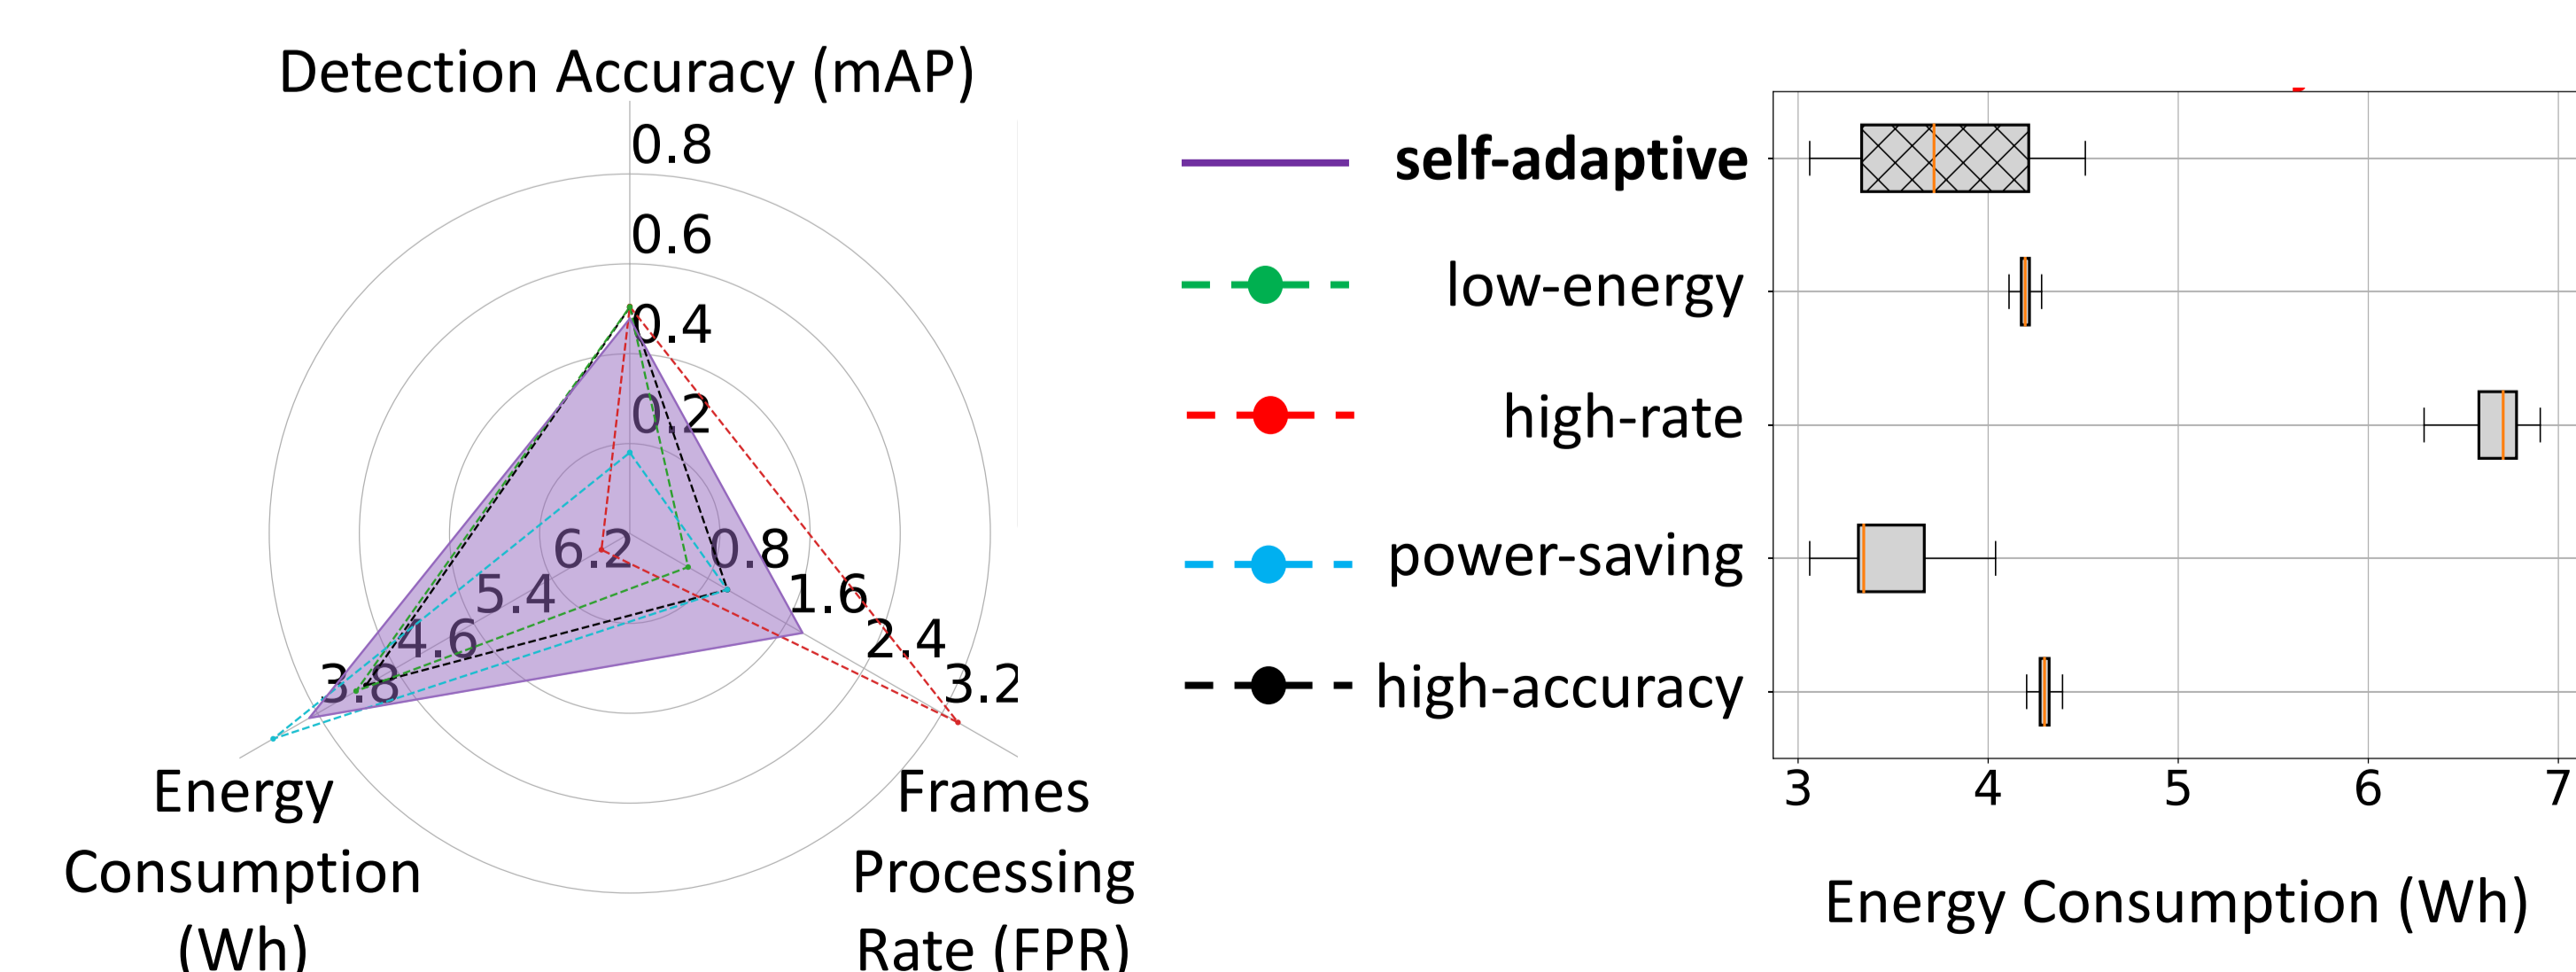 Detection Accuracy (mAP)
0.8
0.6
0.4
0.2
6.2
0.8
5.4
1.6
4.6
2.4
3.8
3.2
Energy
Consumption
(Wh)
Frames
Processing
Rate (FPR)
self-adaptive
low-energy
high-rate
power-saving
high-accuracy
3 4 5 6 7
Energy Consumption (Wh)